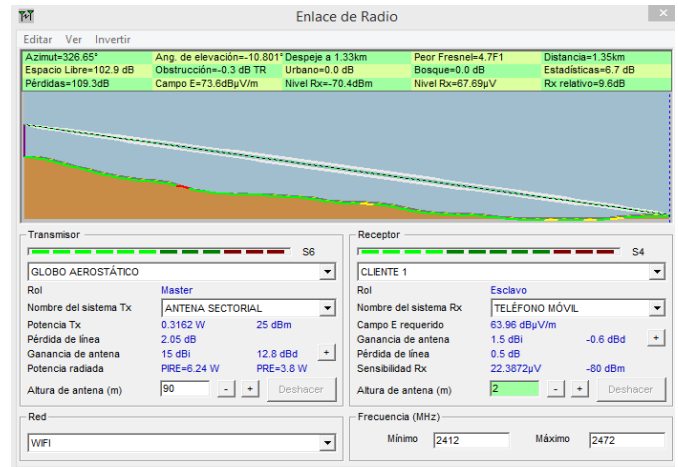 Enlace de Radio
Editar Ver Invertir
Azimut=326.65° Ang. de elevación=-10.801° Despeje a 1.33km Peor Fresnel=4.7F1 Distancia=1.35km
Espacio Libre=102.9 dB Obstrucción=-0.3 dB TR Urbano=0.0 dB Bosque=0.0 dB Estadísticas=6.7 dB
Pérdidas=109.3dB Campo E=73.6dBµV/m Nivel Rx=-70.4dBm Nivel Rx=67.69µV Rx relativo=9.6dB
Transmisor
S6
GLOBO AEROSTÁTICO
Rol Master
Nombre del sistema Tx ANTENA SECTORIAL
Potencia Tx 0.3162 W 25 dBm
Pérdida de línea 2.05 dB
Ganancia de antena 15 dBi 12.8 dBd +
Potencia radiada PIRE=6.24 W PRE=3.8 W
Altura de antena (m) 90 - + Deshacer
Receptor
S4
CLIENTE 1
Rol Esclavo
Nombre del sistema Rx TELÉFONO MÓVIL
Campo E requerido 63.96 dBµV/m
Ganancia de antena 1.5 dBi -0.6 dBd +
Pérdida de línea 0.5 dB
Sensibilidad Rx 22.3872µV -80 dBm
Altura de antena (m) 2 - + Deshacer
Red
WIFI
Frecuencia (MHz)
Mínimo 2412 Máximo 2472